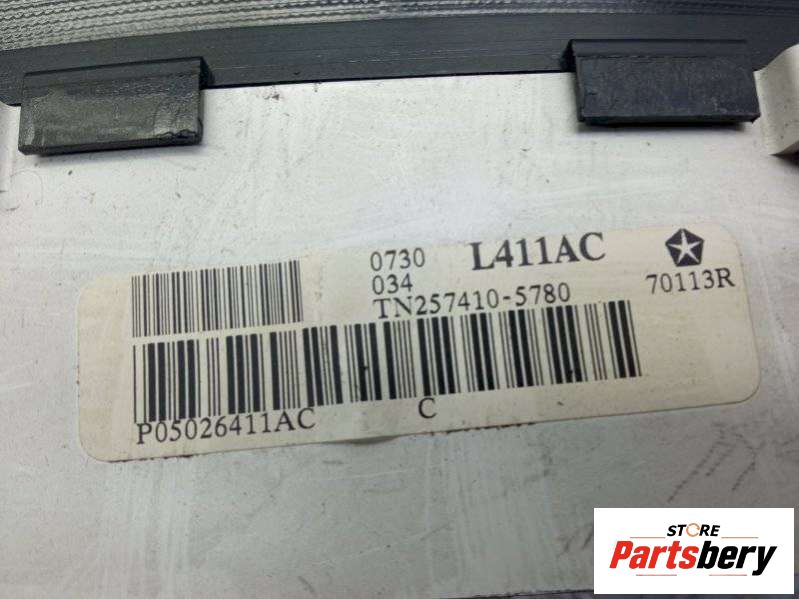 0730 L411AC
034
TN257410-5780 70113R
P05026411AC C
STORE
Partsbery